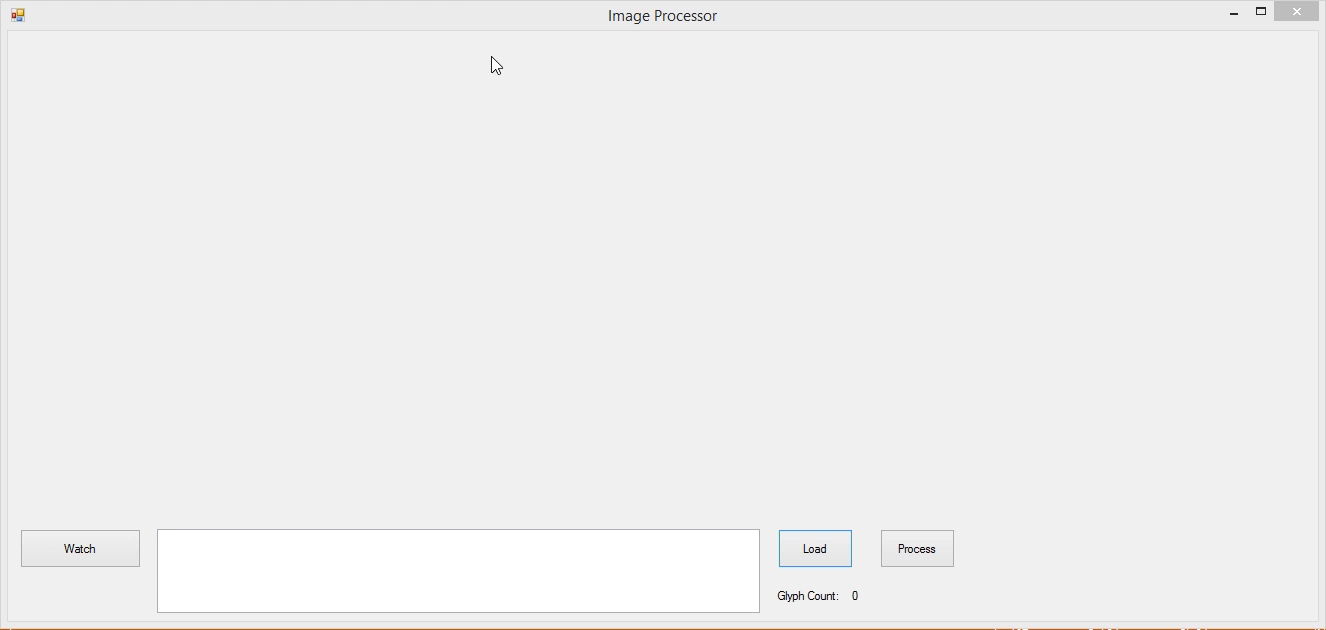 Image Processor
Watch
Load
Process
Glyph Count: 0